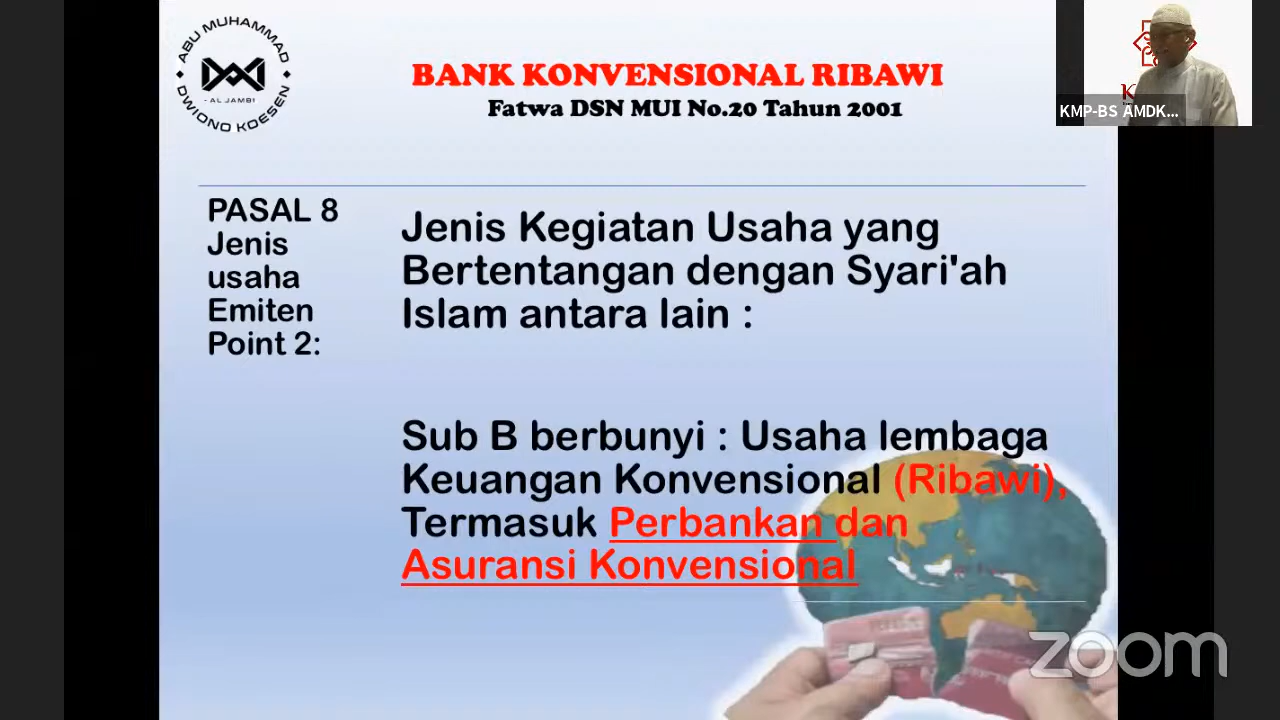 ABU MUHAMMAD
- AL JAMBI -
DWIONO KOESEN
BANK KONVENSIONAL RIBAWI
Fatwa DSN MUI No.20 Tahun 2001
KMP-BS AMDK...
PASAL 8
Jenis
usaha
Emiten
Point 2:
Jenis Kegiatan Usaha yang
Bertentangan dengan Syari'ah
Islam antara lain :
Sub B berbunyi : Usaha lembaga
Keuangan Konvensional (Ribawi),
Termasuk Perbankan dan
Asuransi Konvensional
zoom